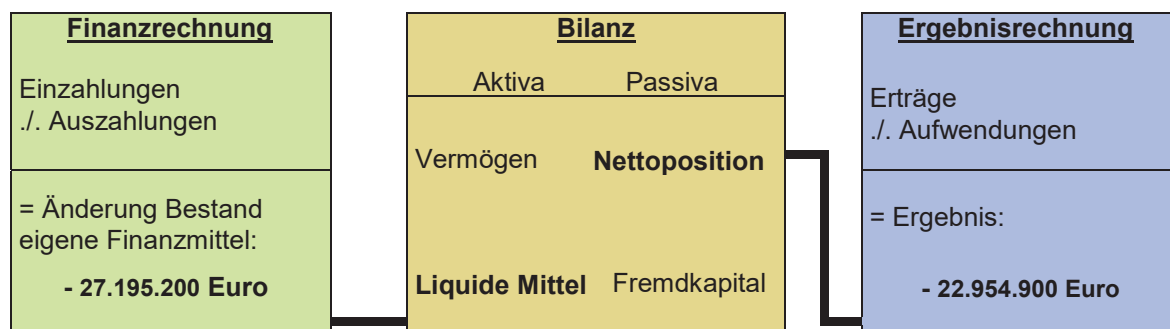 Finanzrechnung
Einzahlungen
./. Auszahlungen
= Änderung Bestand
eigene Finanzmittel:
- 27.195.200 Euro
Bilanz
Aktiva Passiva
Vermögen Nettoposition
Liquide Mittel Fremdkapital
Ergebnisrechnung
Erträge
./. Aufwendungen
= Ergebnis:
- 22.954.900 Euro